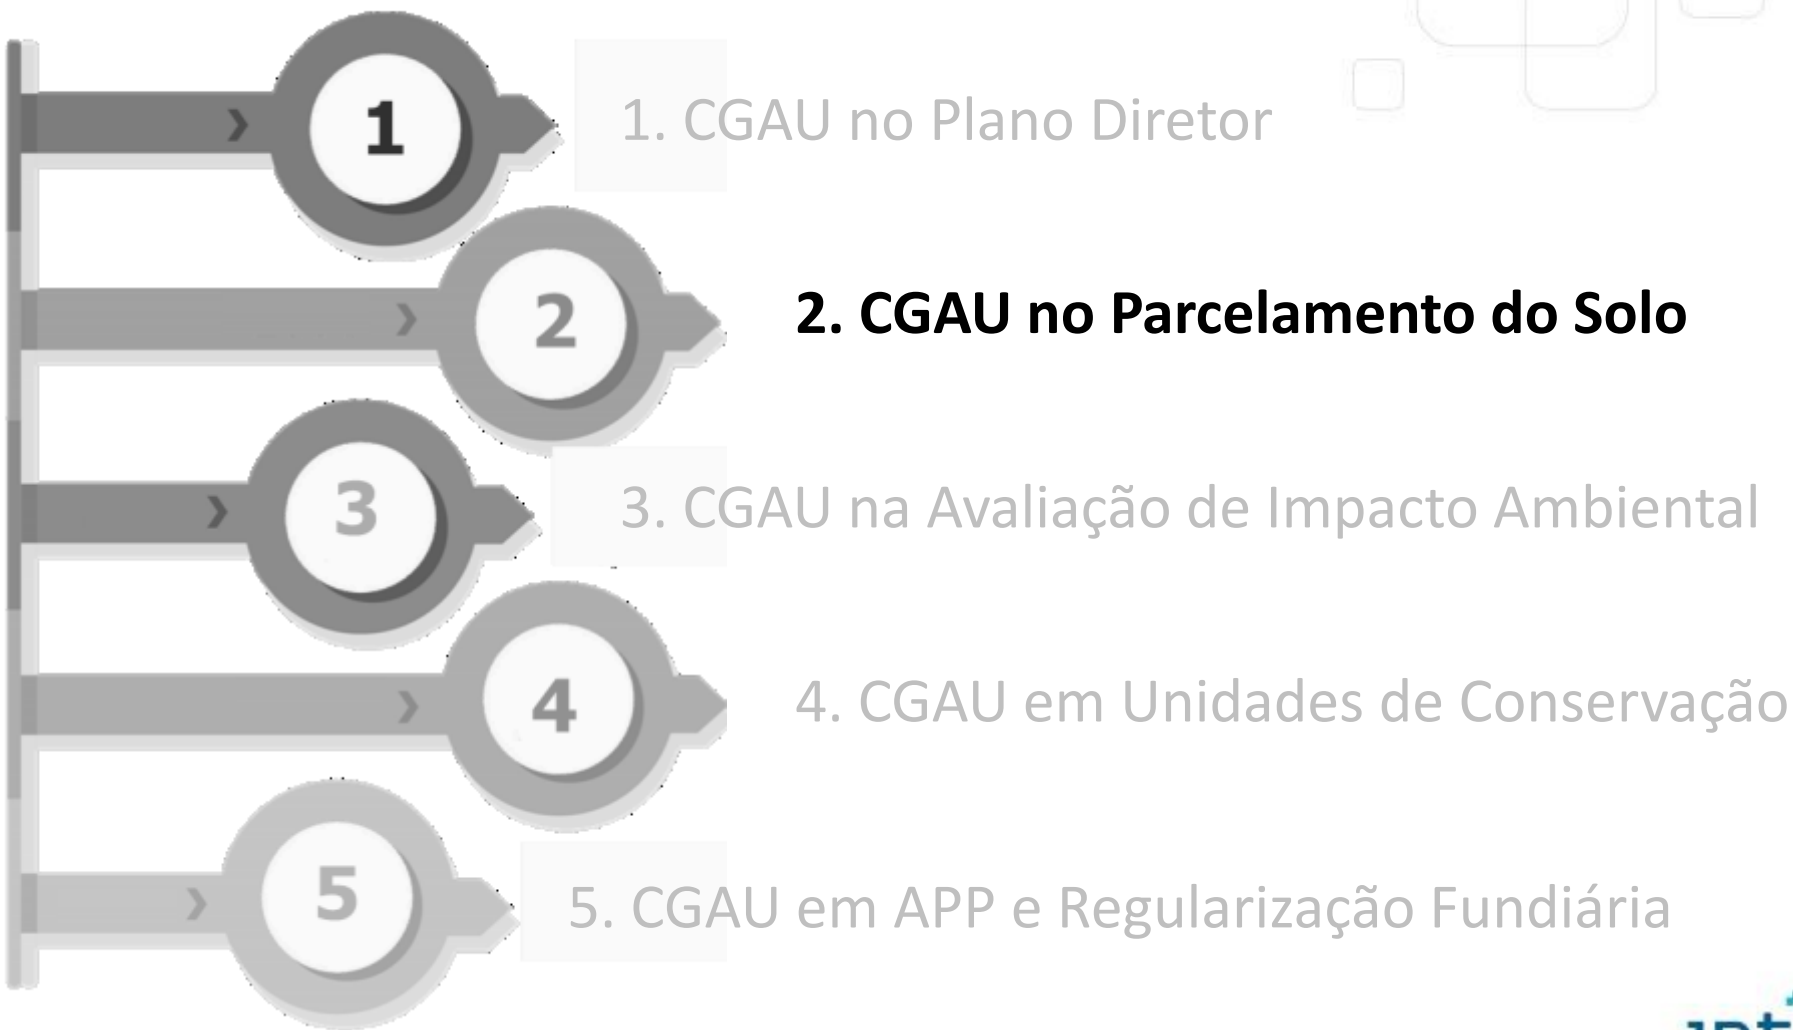 1
1. CGAU no Plano Diretor
2
2. CGAU no Parcelamento do Solo
3
3. CGAU na Avaliação de Impacto Ambiental
4
4. CGAU em Unidades de Conservação
5
5. CGAU em APP e Regularização Fundiária